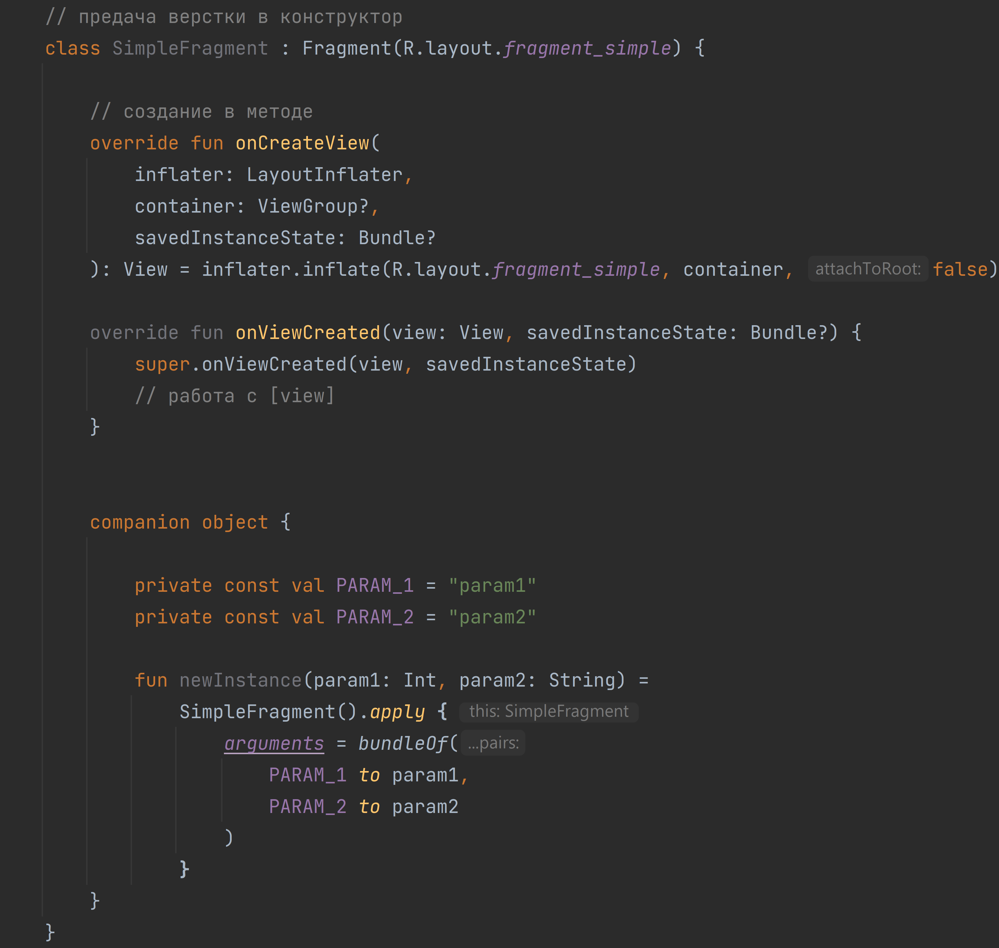 // предача верстки в конструктор
class SimpleFragment : Fragment(R.layout.fragment_simple) {
// создание в методе
override fun onCreateView(
inflater: LayoutInflater,
container: ViewGroup?,
savedInstanceState: Bundle?
): View = inflater.inflate(R.layout.fragment_simple, container, attachToRoot: false)
override fun onViewCreated(view: View, savedInstanceState: Bundle?) {
super.onViewCreated(view, savedInstanceState)
// работа с [view]
}
companion object {
private const val PARAM_1 = "param1"
private const val PARAM_2 = "param2"
fun newInstance(param1: Int, param2: String) =
SimpleFragment().apply { this: SimpleFragment
arguments = bundleOf( ...pairs:
PARAM_1 to param1,
PARAM_2 to param2
)
}
}
}